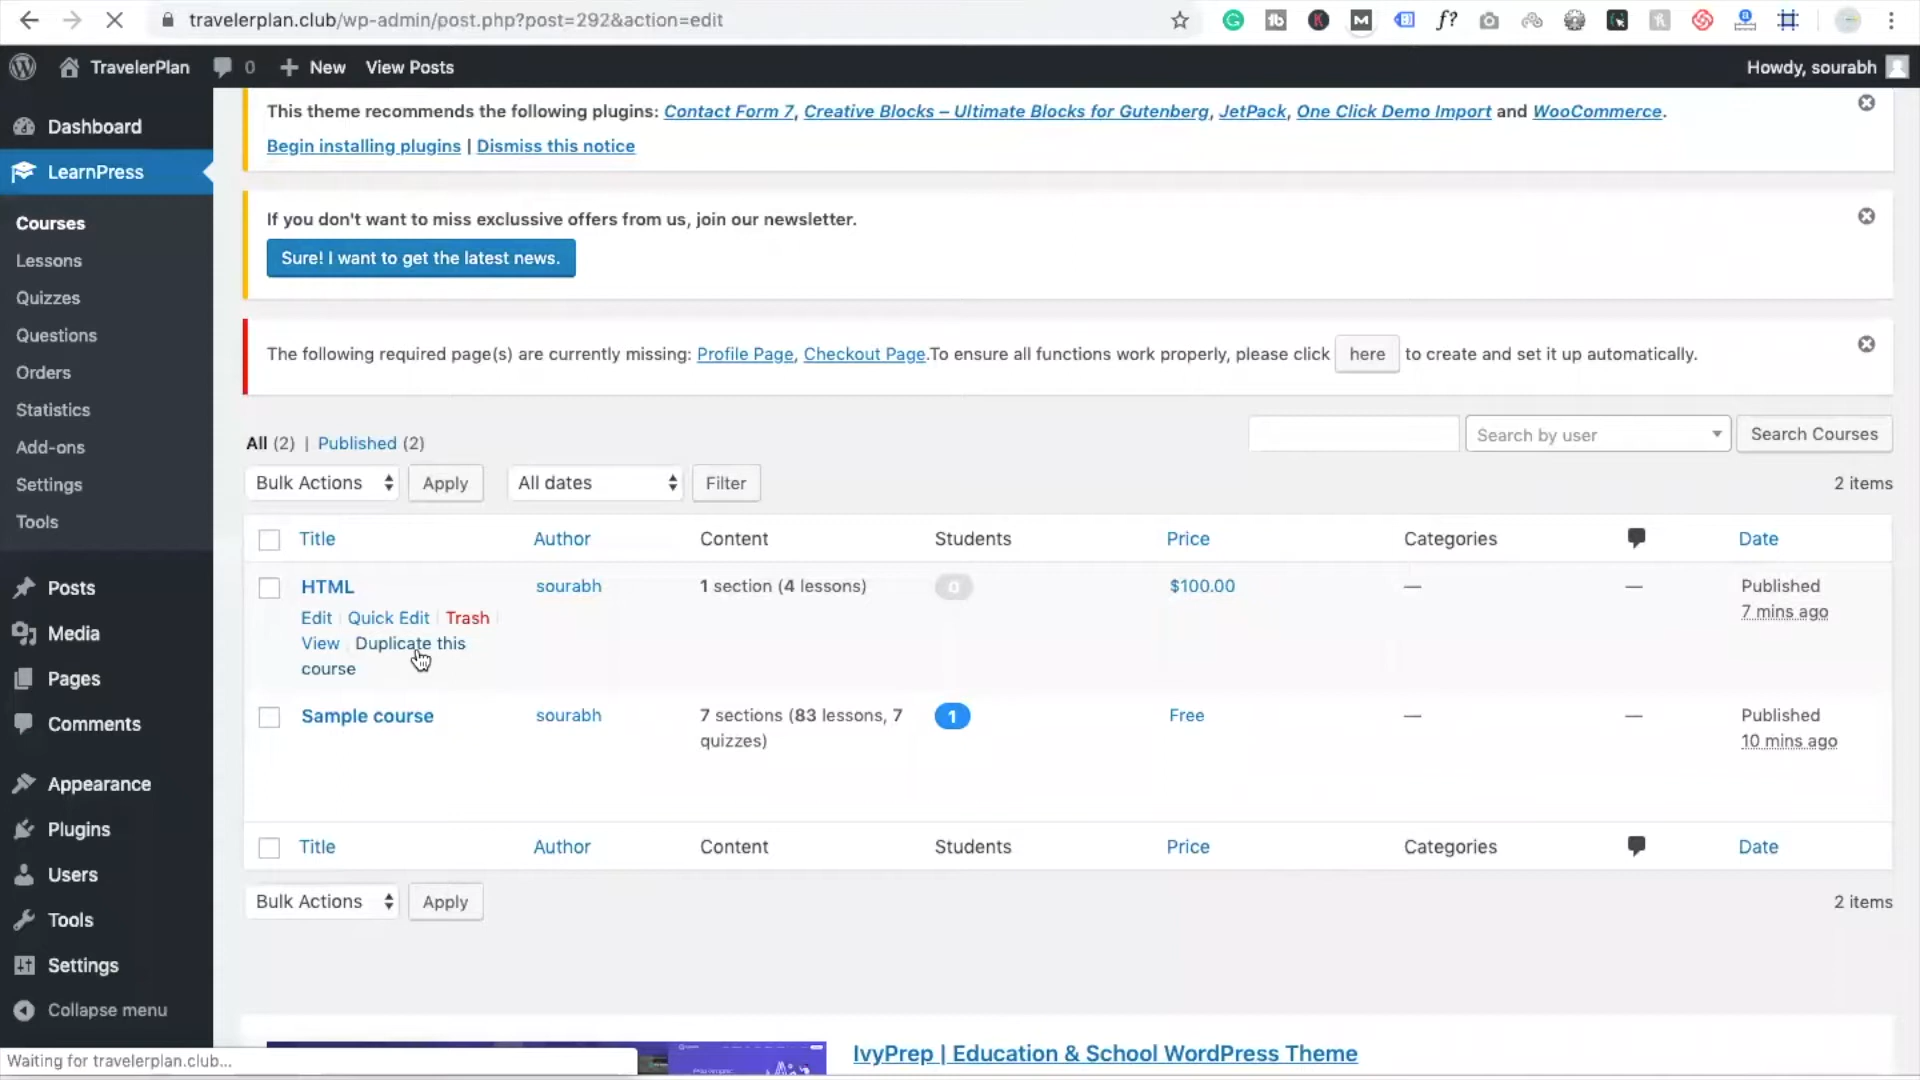 travelerplan.club/wp-admin/post.php?post=292&action=edit
TravelerPlan 0 New View Posts Howdy, sourabh
Dashboard
LearnPress
Courses
Lessons
Quizzes
Questions
Orders
Statistics
Add-ons
Settings
Tools
Posts
Media
Pages
Comments
Appearance
Plugins
Users
Tools
Settings
Collapse menu
This theme recommends the following plugins: Contact Form 7, Creative Blocks – Ultimate Blocks for Gutenberg, JetPack, One Click Demo Import and WooCommerce.
Begin installing plugins | Dismiss this notice
If you don't want to miss exclussive offers from us, join our newsletter.
Sure! I want to get the latest news.
The following required page(s) are currently missing: Profile Page, Checkout Page.To ensure all functions work properly, please click here to create and set it up automatically.
All (2) | Published (2)
Search by user Search Courses
Bulk Actions Apply All dates Filter 2 items
Title Author Content Students Price Categories Date
HTML sourabh 1 section (4 lessons) 0 $100.00 — — Published
7 mins ago
Edit | Quick Edit | Trash |
View | Duplicate this
course
Sample course sourabh 7 sections (83 lessons, 7 1 Free — — Published
quizzes) 10 mins ago
Title Author Content Students Price Categories Date
Bulk Actions Apply 2 items
IvyPrep | Education & School WordPress Theme
Waiting for travelerplan.club...